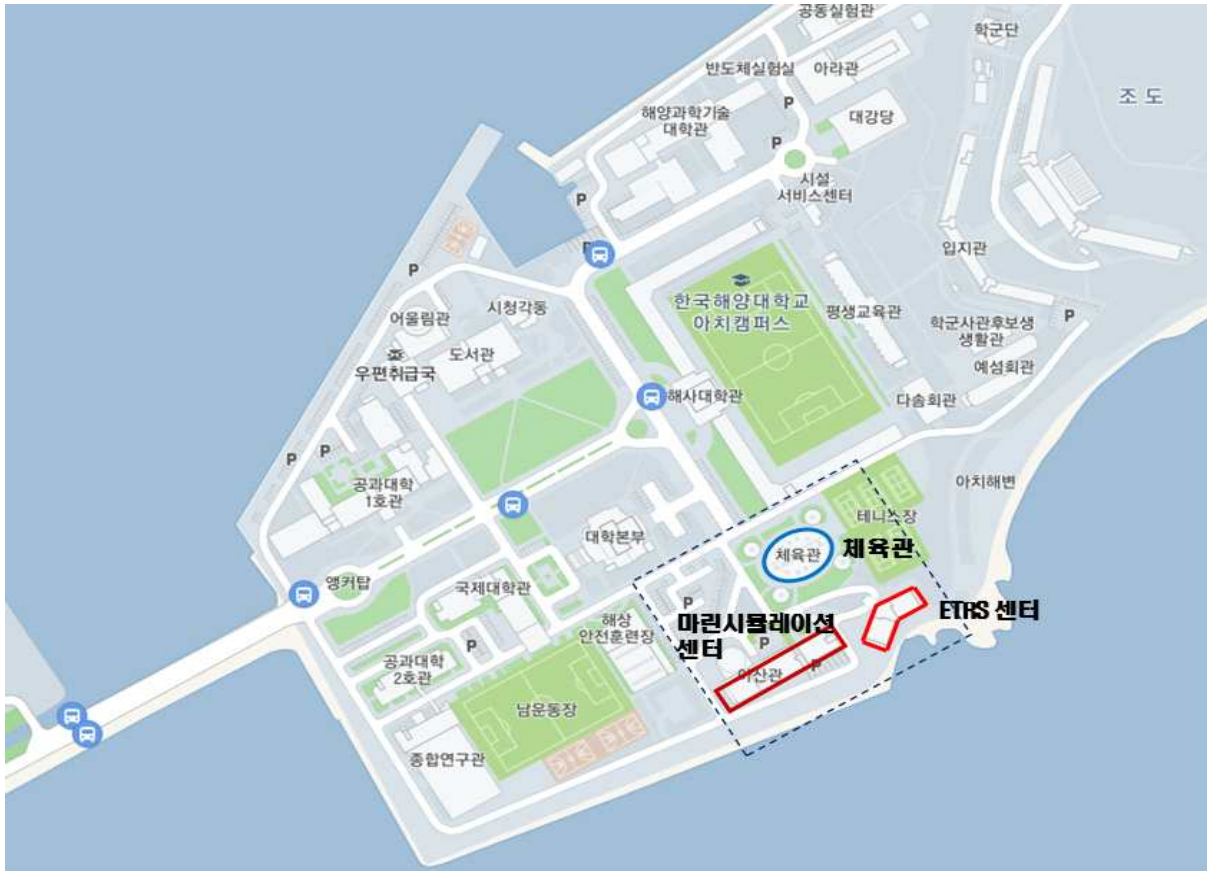 공동실험관
학군단
반도체실험실
아라관
조 도
해양과학기술
대학관
P
대강당
P
시설
서비스센터
P
입지관
P
시청각동
한국해양대학교
아치캠퍼스
평생교육관
P
어울림관
도서관
학군사관후보생
생활관
우편취급국
예섬회관
해사대학관
다솜회관
P
P
P
공과대학
1호관
아치해변
테니스장
대학본부
체육관
체육관
앵커탑
국제대학관
P
ETRS 센터
해상
안전훈련장
마린시뮬레이션
센터
P
P
공과대학
2호관
이산관
P
남운동장
종합연구관
P